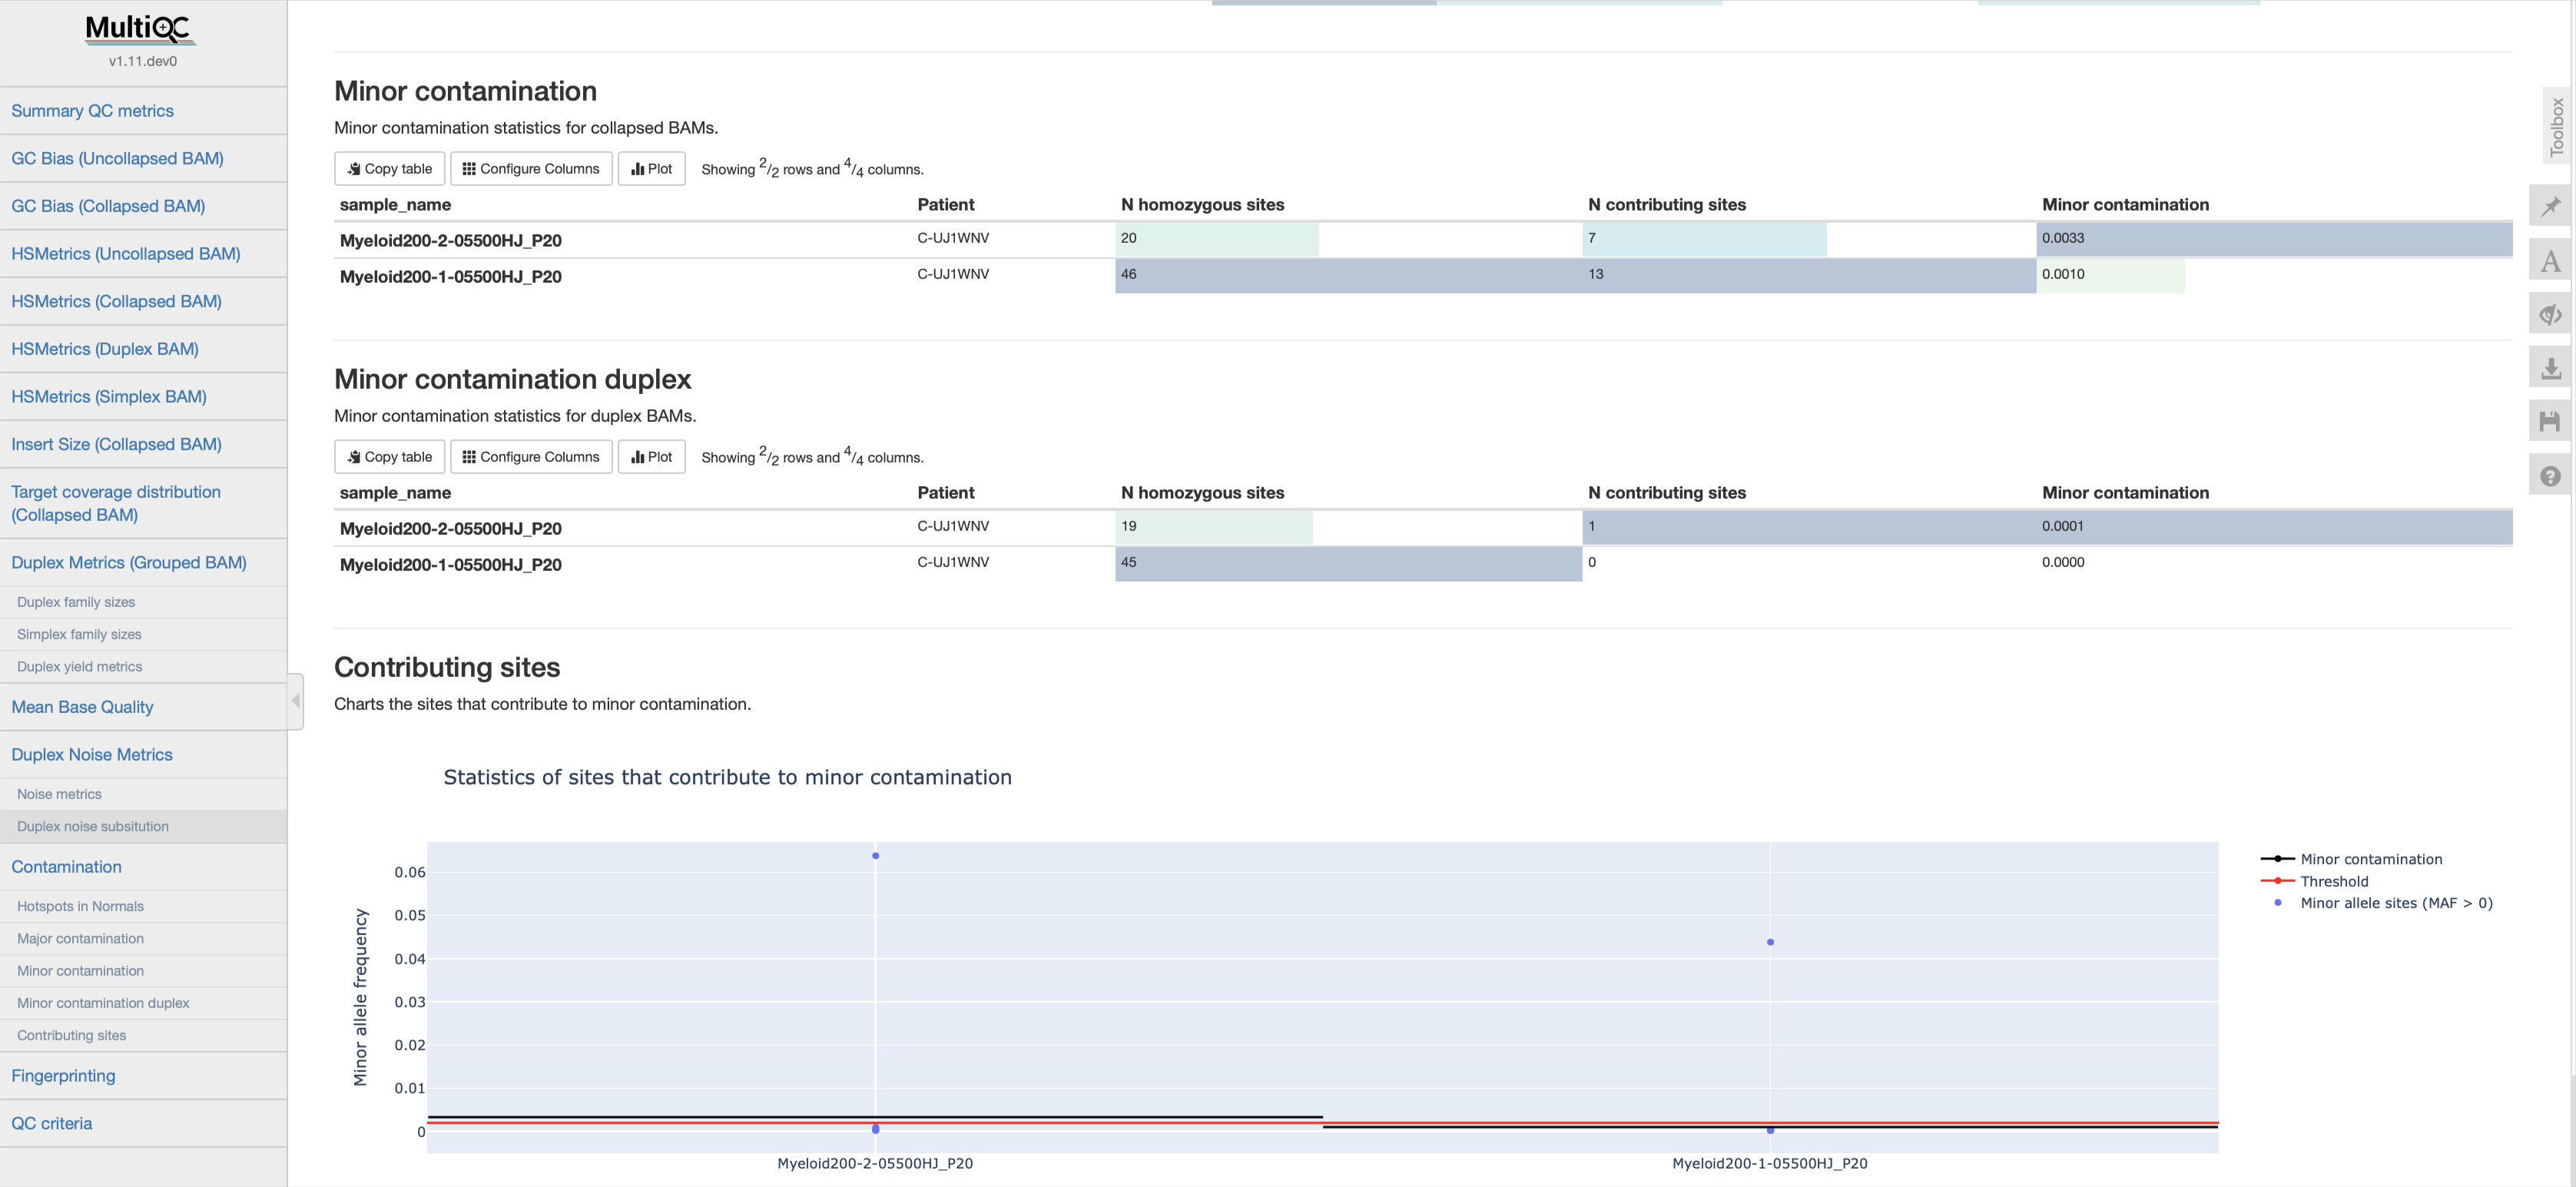 MultiQC
v1.11.dev0
Summary QC metrics
GC Bias (Uncollapsed BAM)
GC Bias (Collapsed BAM)
HSMetrics (Uncollapsed BAM)
HSMetrics (Collapsed BAM)
HSMetrics (Duplex BAM)
HSMetrics (Simplex BAM)
Insert Size (Collapsed BAM)
Target coverage distribution
(Collapsed BAM)
Duplex Metrics (Grouped BAM)
Duplex family sizes
Simplex family sizes
Duplex yield metrics
Mean Base Quality
Duplex Noise Metrics
Noise metrics
Duplex noise subsitution
Contamination
Hotspots in Normals
Major contamination
Minor contamination
Minor contamination duplex
Contributing sites
Fingerprinting
QC criteria
Minor contamination
Minor contamination statistics for collapsed BAMs.
Copy table Configure Columns Plot Showing 2/2 rows and 4/4 columns.
sample_name Patient N homozygous sites N contributing sites Minor contamination
Myeloid200-2-05500HJ_P20 C-UJ1WNV 20 7 0.0033
Myeloid200-1-05500HJ_P20 C-UJ1WNV 46 13 0.0010
Minor contamination duplex
Minor contamination statistics for duplex BAMs.
Copy table Configure Columns Plot Showing 2/2 rows and 4/4 columns.
sample_name Patient N homozygous sites N contributing sites Minor contamination
Myeloid200-2-05500HJ_P20 C-UJ1WNV 19 1 0.0001
Myeloid200-1-05500HJ_P20 C-UJ1WNV 45 0 0.0000
Contributing sites
Charts the sites that contribute to minor contamination.
Statistics of sites that contribute to minor contamination
Minor allele frequency
0.06
0.05
0.04
0.03
0.02
0.01
0
Myeloid200-2-05500HJ_P20 Myeloid200-1-05500HJ_P20
Minor contamination
Threshold
Minor allele sites (MAF > 0)
Toolbox
A
?